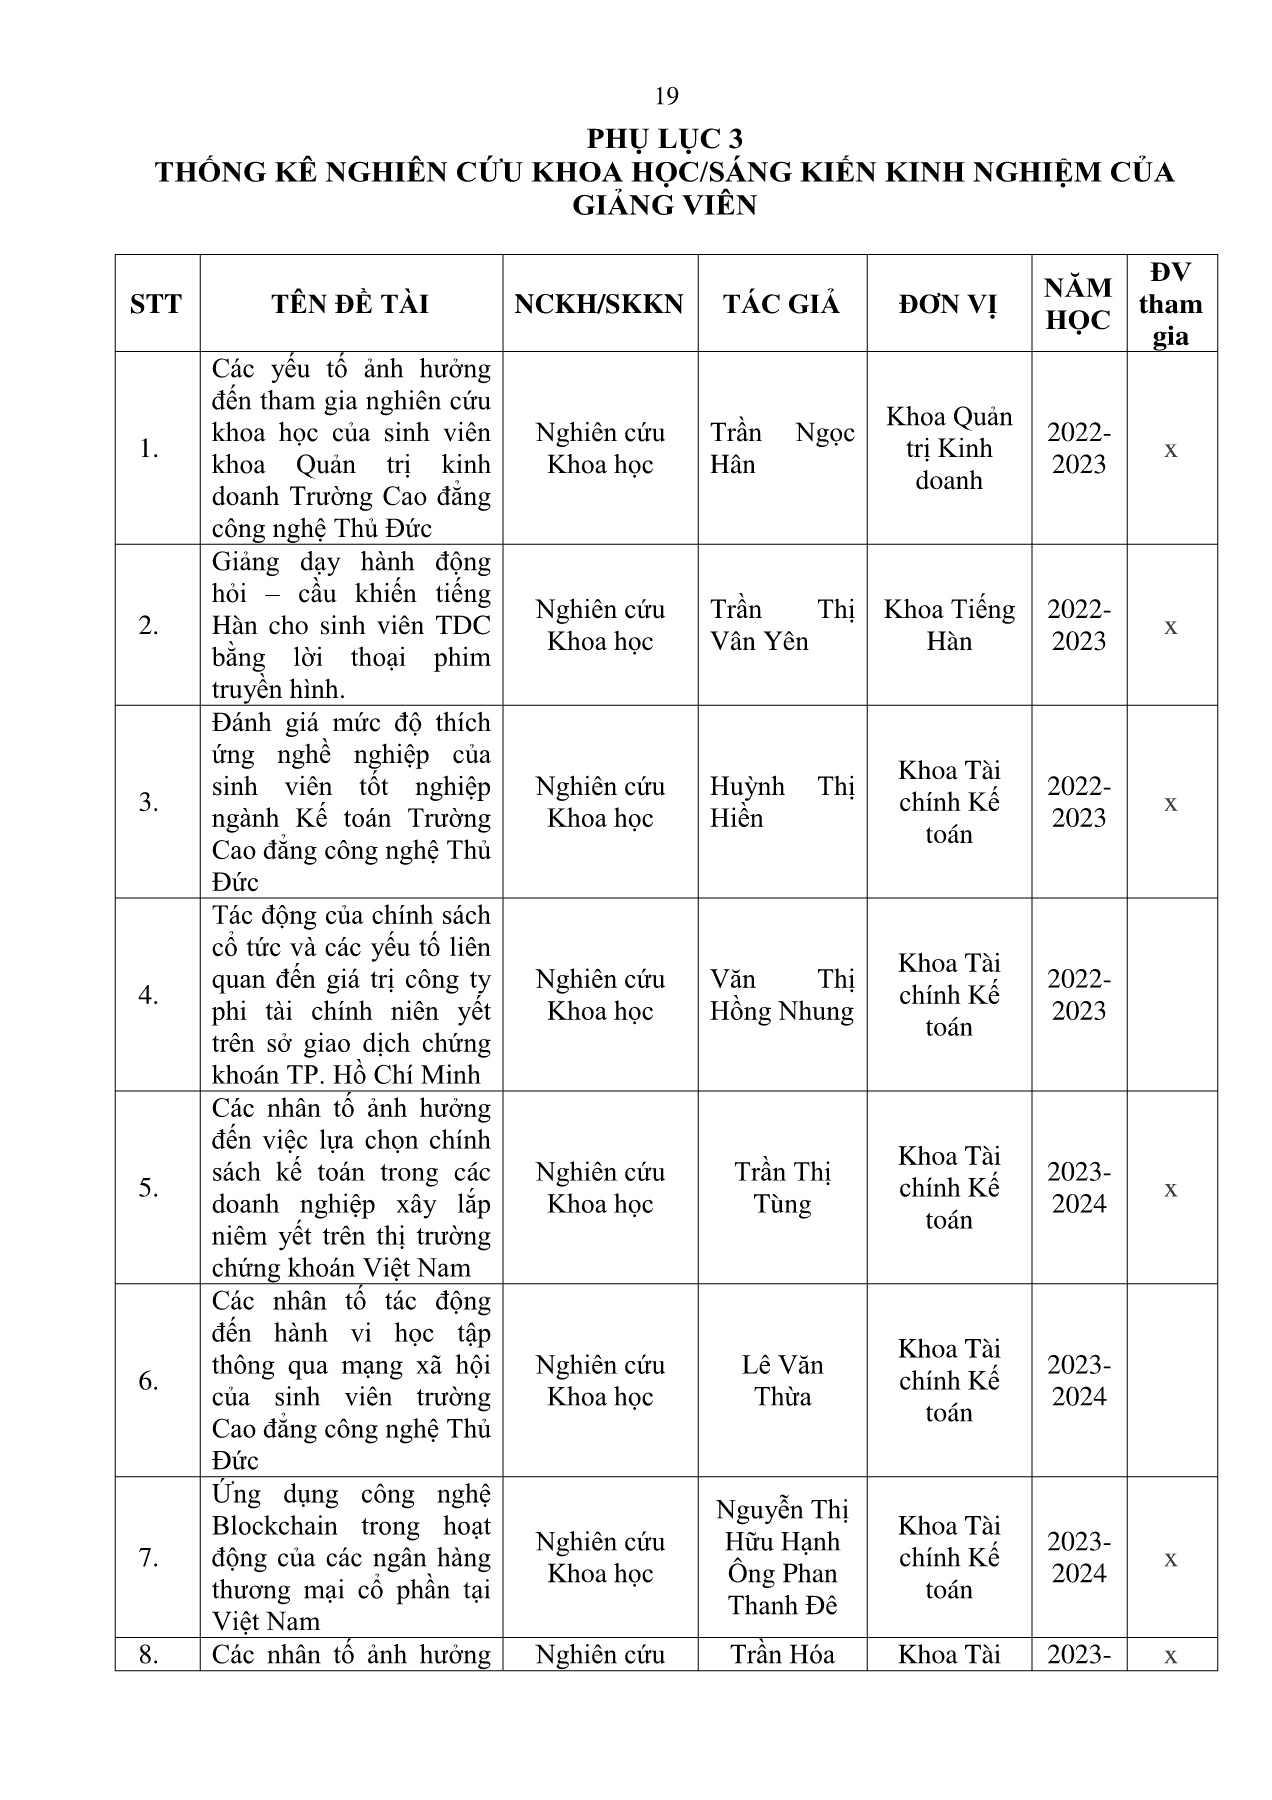 19
PHỤ LỤC 3
THỐNG KÊ NGHIÊN CỨU KHOA HỌC/SÁNG KIẾN KINH NGHIỆM CỦA
GIẢNG VIÊN
STT
TÊN ĐỀ TÀI
NCKH/SKKN
TÁC GIẢ
ĐƠN VỊ
NĂM
HỌC
ĐV
tham
gia
1.
Các yếu tố ảnh hưởng
đến tham gia nghiên cứu
khoa học của sinh viên
khoa Quản trị kinh
doanh Trường Cao đẳng
công nghệ Thủ Đức
Nghiên cứu
Khoa học
Trần Ngọc
Hân
Khoa Quản
trị Kinh
doanh
2022-
2023
x
2.
Giảng dạy hành động
hỏi – cầu khiến tiếng
Hàn cho sinh viên TDC
bằng lời thoại phim
truyền hình.
Nghiên cứu
Khoa học
Trần Thị
Vân Yên
Khoa Tiếng
Hàn
2022-
2023
x
3.
Đánh giá mức độ thích
ứng nghề nghiệp của
sinh viên tốt nghiệp
ngành Kế toán Trường
Cao đẳng công nghệ Thủ
Đức
Nghiên cứu
Khoa học
Huỳnh Thị
Hiền
Khoa Tài
chính Kế
toán
2022-
2023
x
4.
Tác động của chính sách
cổ tức và các yếu tố liên
quan đến giá trị công ty
phi tài chính niên yết
trên sở giao dịch chứng
khoán TP. Hồ Chí Minh
Nghiên cứu
Khoa học
Văn Thị
Hồng Nhung
Khoa Tài
chính Kế
toán
2022-
2023
5.
Các nhân tố ảnh hưởng
đến việc lựa chọn chính
sách kế toán trong các
doanh nghiệp xây lắp
niêm yết trên thị trường
chứng khoán Việt Nam
Nghiên cứu
Khoa học
Trần Thị
Tùng
Khoa Tài
chính Kế
toán
2023-
2024
x
6.
Các nhân tố tác động
đến hành vi học tập
thông qua mạng xã hội
của sinh viên trường
Cao đẳng công nghệ Thủ
Đức
Nghiên cứu
Khoa học
Lê Văn
Thừa
Khoa Tài
chính Kế
toán
2023-
2024
7.
Ứng dụng công nghệ
Blockchain trong hoạt
động của các ngân hàng
thương mại cổ phần tại
Việt Nam
Nghiên cứu
Khoa học
Nguyễn Thị
Hữu Hạnh
Ông Phan
Thanh Đê
Khoa Tài
chính Kế
toán
2023-
2024
x
8.
Các nhân tố ảnh hưởng
Nghiên cứu
Trần Hóa
Khoa Tài
2023-
x